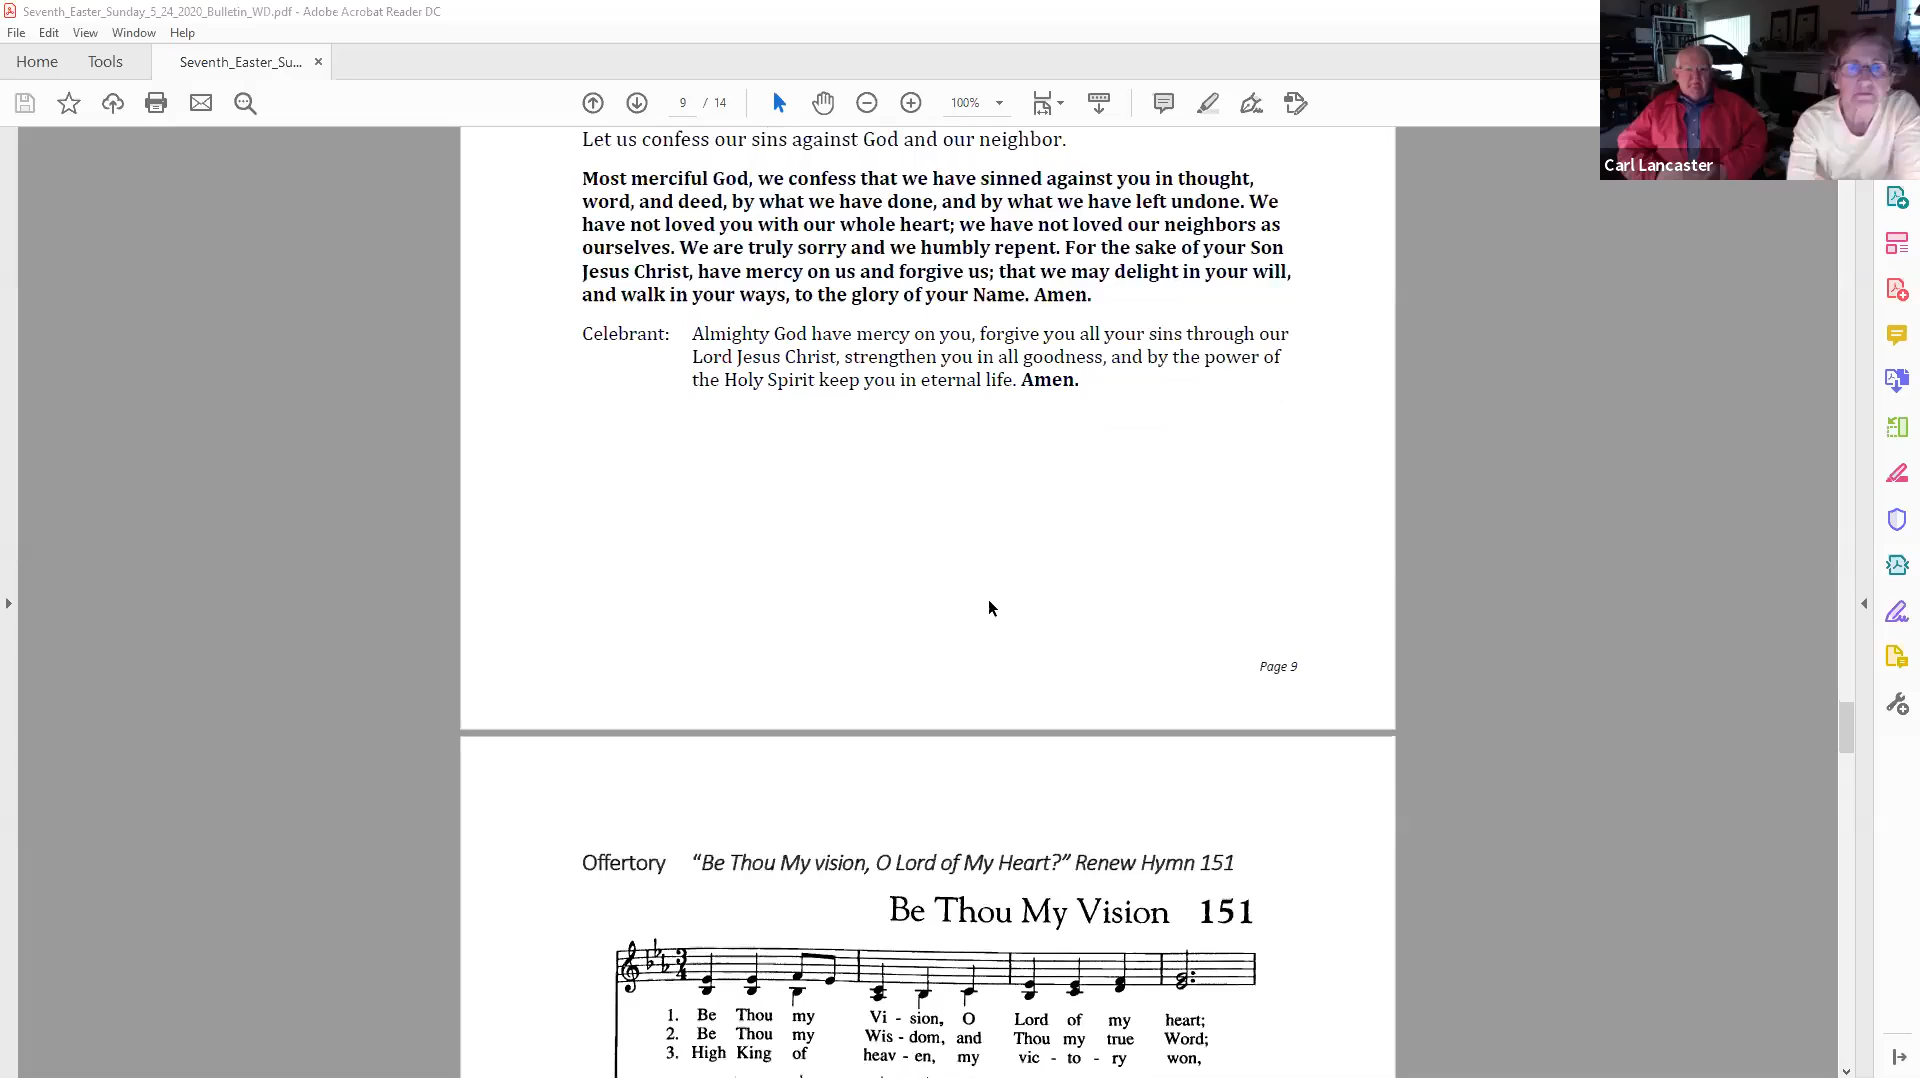 Seventh_Easter_Sunday_5_24_2020_Bulletin_WD.pdf - Adobe Acrobat Reader DC
File Edit View Window Help
Home Tools Seventh_Easter_Su... ×
9 / 14 100%
Carl Lancaster
Let us confess our sins against God and our neighbor.
Most merciful God, we confess that we have sinned against you in thought,
word, and deed, by what we have done, and by what we have left undone. We
have not loved you with our whole heart; we have not loved our neighbors as
ourselves. We are truly sorry and we humbly repent. For the sake of your Son
Jesus Christ, have mercy on us and forgive us; that we may delight in your will,
and walk in your ways, to the glory of your Name. Amen.
Celebrant: Almighty God have mercy on you, forgive you all your sins through our
Lord Jesus Christ, strengthen you in all goodness, and by the power of
the Holy Spirit keep you in eternal life. Amen.
Page 9
Offertory "Be Thou My vision, O Lord of My Heart?" Renew Hymn 151
Be Thou My Vision 151
3
4
1. Be Thou my Vi - sion, O Lord of my heart;
2. Be Thou my Wis - dom, and Thou my true Word;
3. High King of heav - en, my vic - to - ry won,